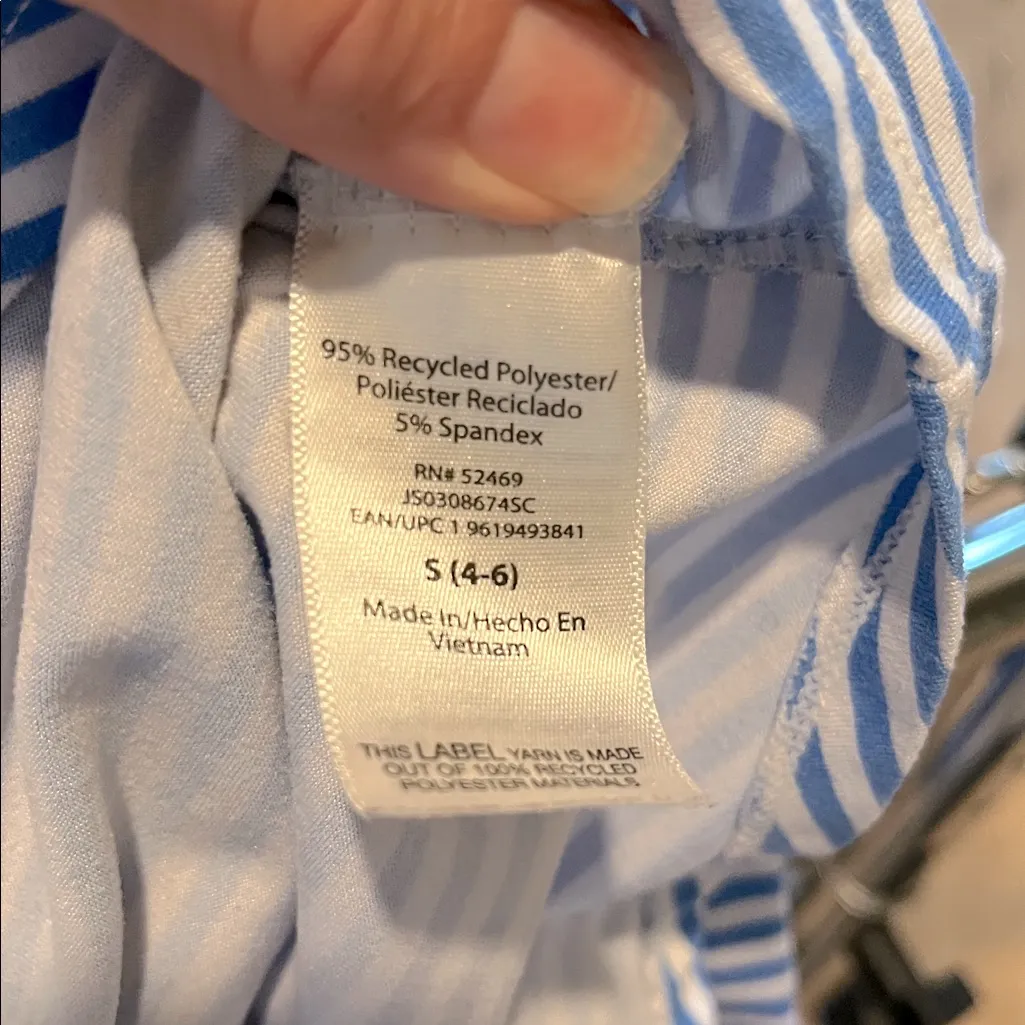 95% Recycled Polyester/
Poliéster Reciclado
5% Spandex
RN# 52469
JS0308674SC
EAN/UPC 1 9619493841
S (4-6)
Made In/Hecho En
Vietnam
THIS LABEL YARN IS MADE
OUT OF 100% RECYCLED
POLYESTER MATERIALS.